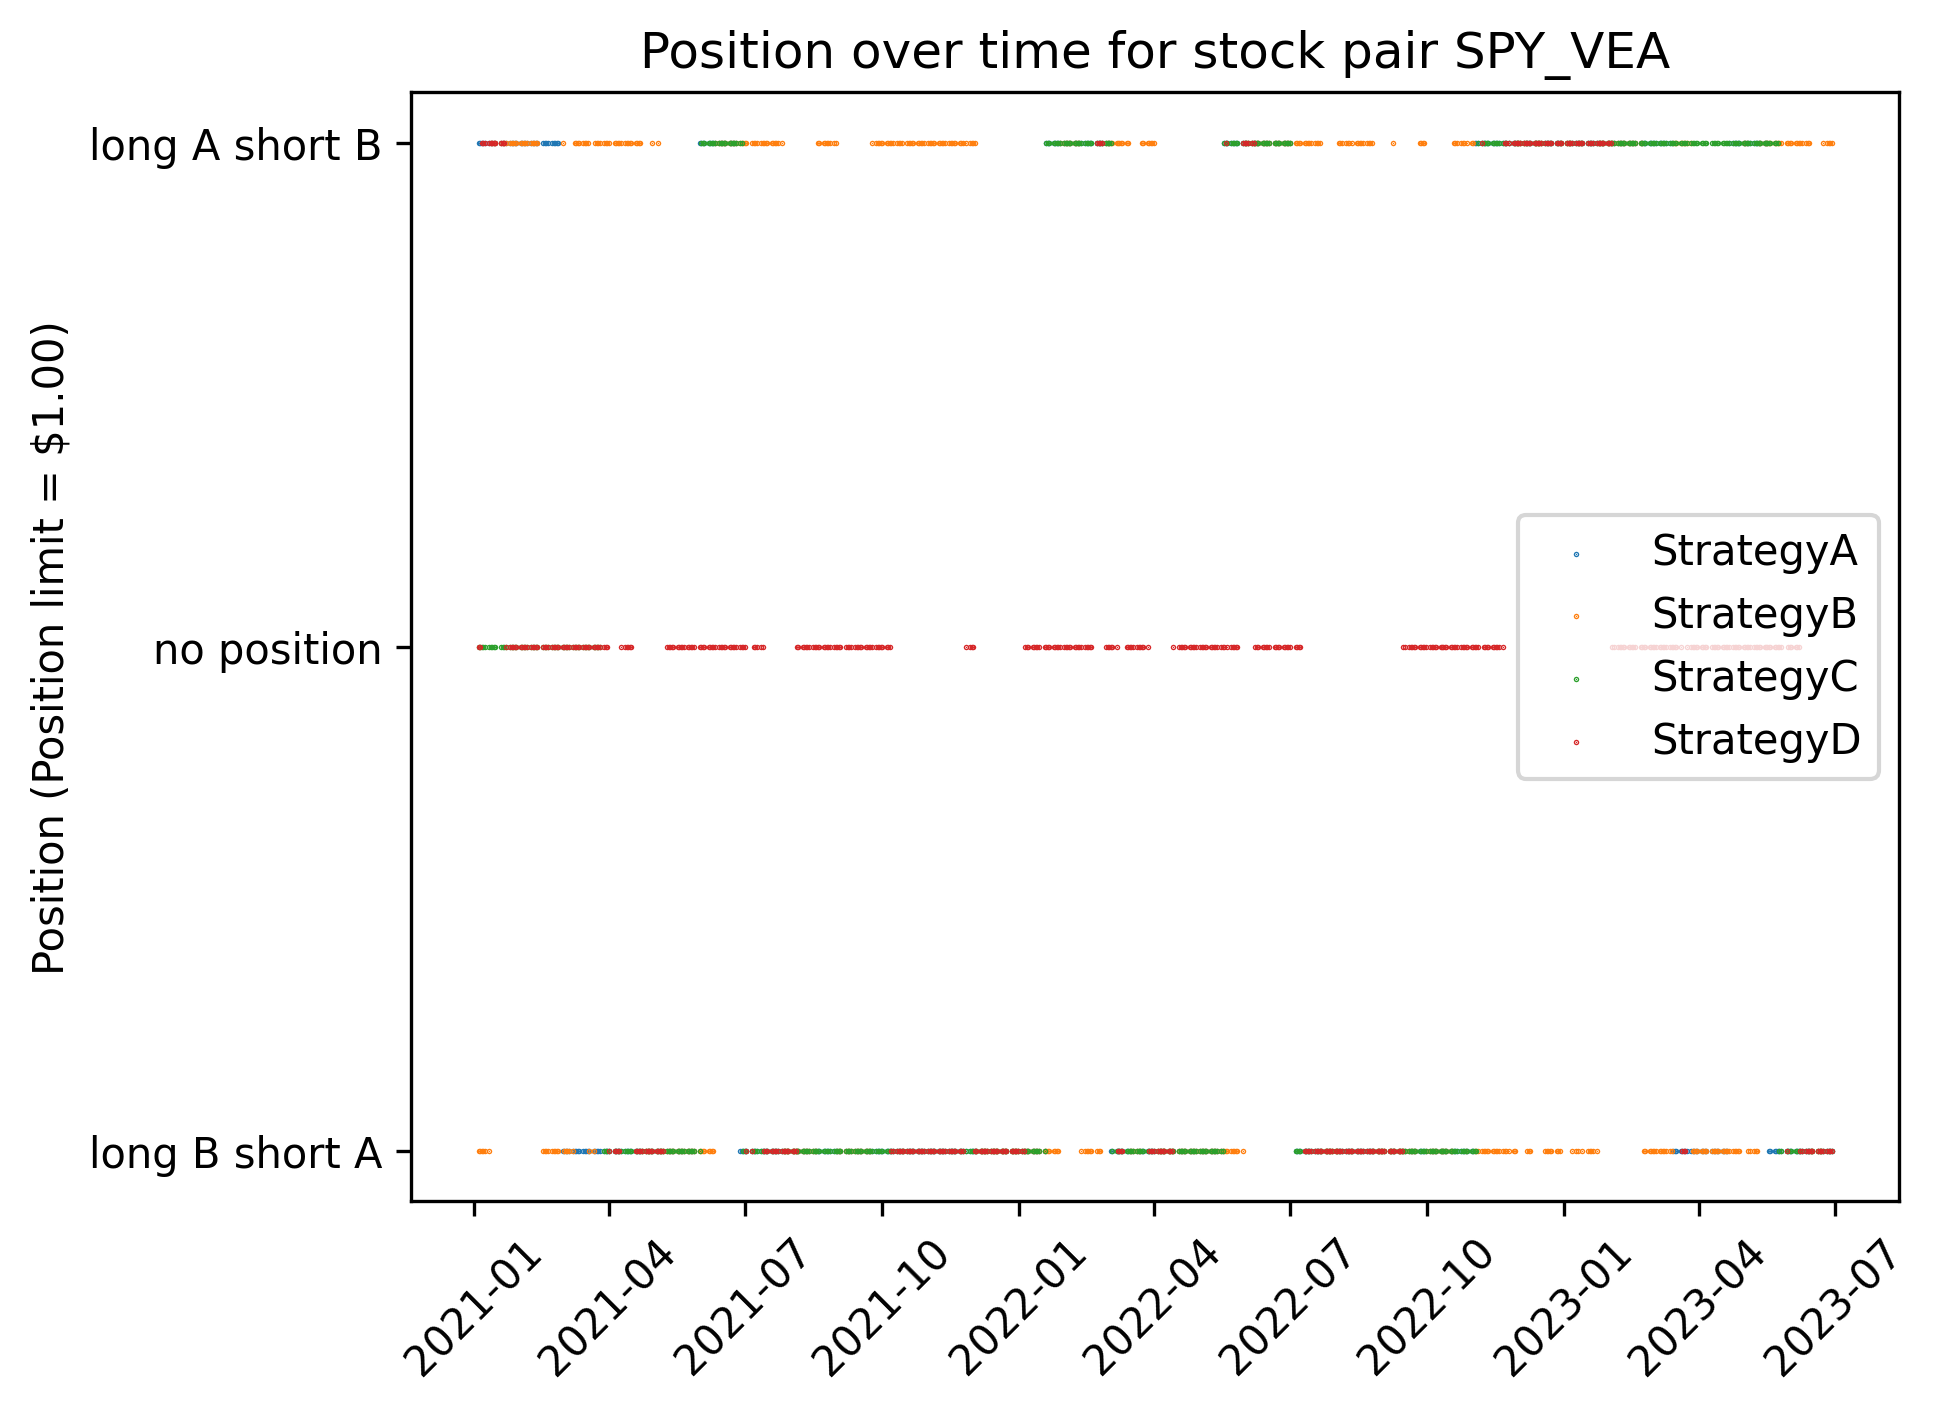 Position over time for stock pair SPY_VEA
Position (Position limit = $1.00)
long A short B
no position
long B short A
StrategyA
StrategyB
StrategyC
StrategyD
2021-01
2021-04
2021-07
2021-10
2022-01
2022-04
2022-07
2022-10
2023-01
2023-04
2023-07